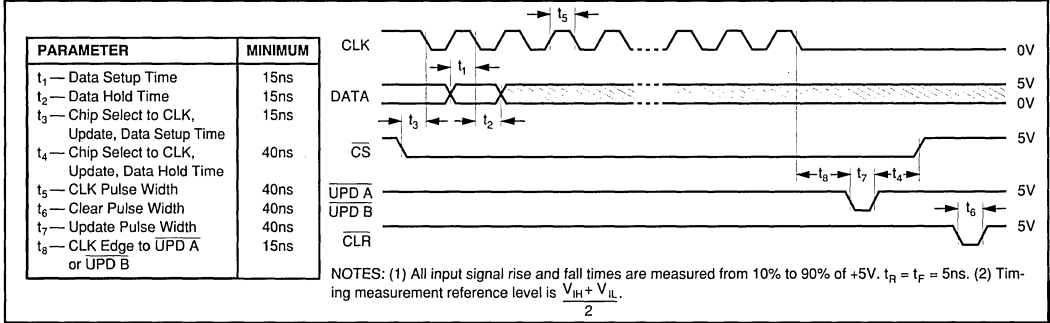 PARAMETER MINIMUM
t1 — Data Setup Time 15ns
t2 — Data Hold Time 15ns
t3 — Chip Select to CLK, 15ns
Update, Data Setup Time
t4 — Chip Select to CLK, 40ns
Update, Data Hold Time
t5 — CLK Pulse Width 40ns
t6 — Clear Pulse Width 40ns
t7 — Update Pulse Width 40ns
t8 — CLK Edge to UPD A 15ns
or UPD B
t5
CLK
0V
t1
DATA
5V
0V
t3
t2
CS
5V
t8
t7
t4
UPD A
UPD B
5V
t6
CLR
5V
NOTES: (1) All input signal rise and fall times are measured from 10% to 90% of +5V. tR = tF = 5ns. (2) Tim-
ing measurement reference level is VIH + VIL / 2.